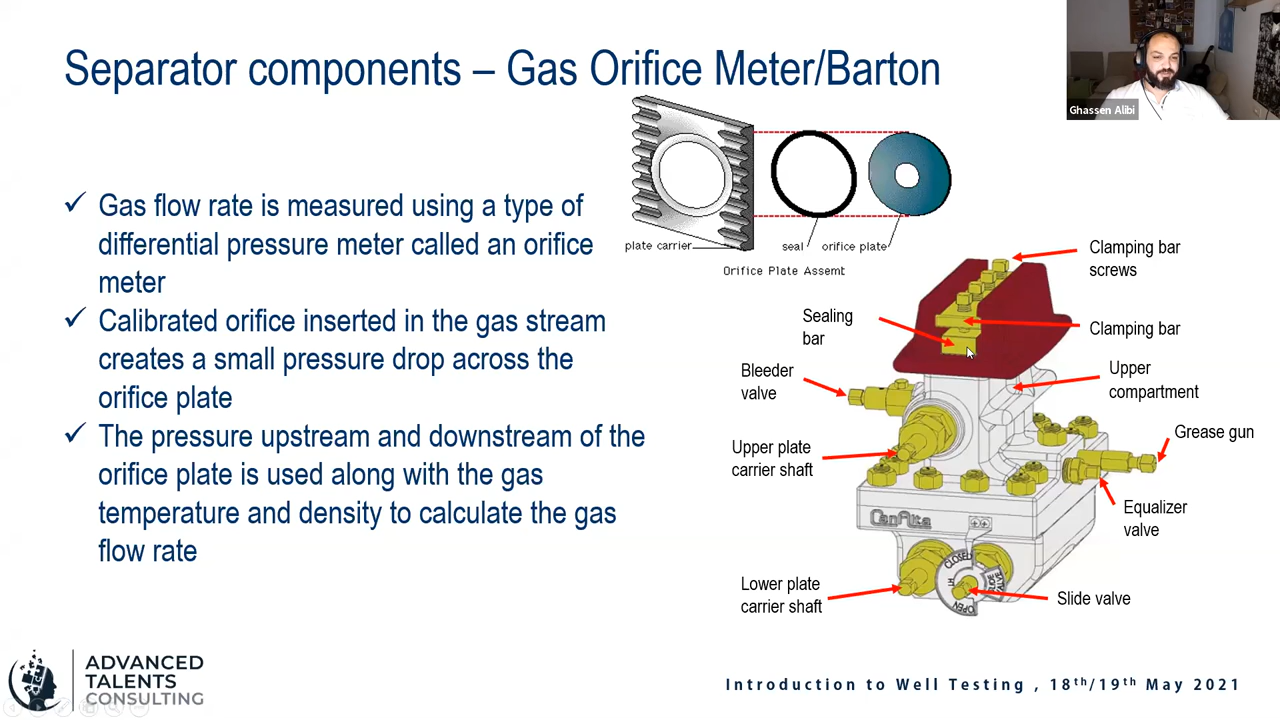 Separator components – Gas Orifice Meter/Barton
Ghassen Alibi
✓ Gas flow rate is measured using a type of
differential pressure meter called an orifice
meter
✓ Calibrated orifice inserted in the gas stream
creates a small pressure drop across the
orifice plate
✓ The pressure upstream and downstream of the
orifice plate is used along with the gas
temperature and density to calculate the gas
flow rate
plate carrier
seal
orifice plate
Orifice Plate Assembt
Clamping bar
screws
Sealing
bar
Clamping bar
Bleeder
valve
Upper
compartment
Grease gun
Upper plate
carrier shaft
Equalizer
valve
CanAlta
CLOSED
SLIDE
VALVE
OPEN
Lower plate
carrier shaft
Slide valve
ADVANCED
TALENTS
CONSULTING
Introduction to Well Testing , 18th/19th May 2021